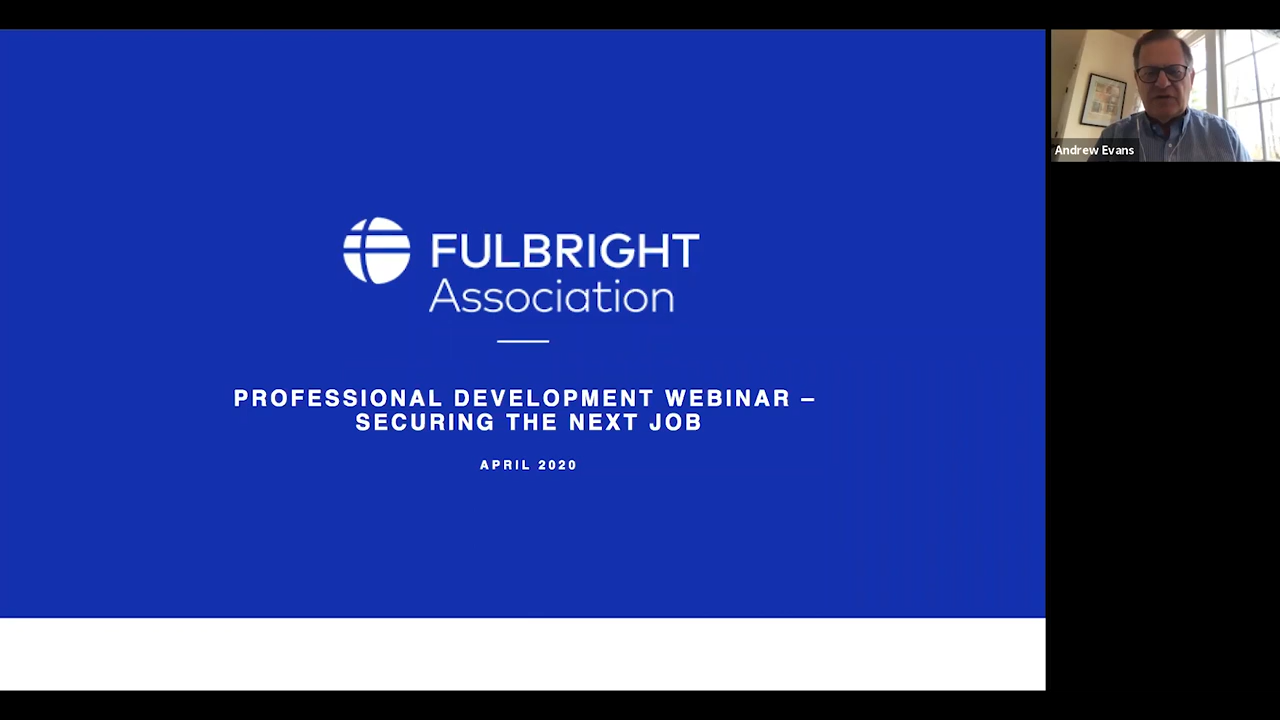 FULBRIGHT
Association
PROFESSIONAL DEVELOPMENT WEBINAR –
SECURING THE NEXT JOB
APRIL 2020
Andrew Evans